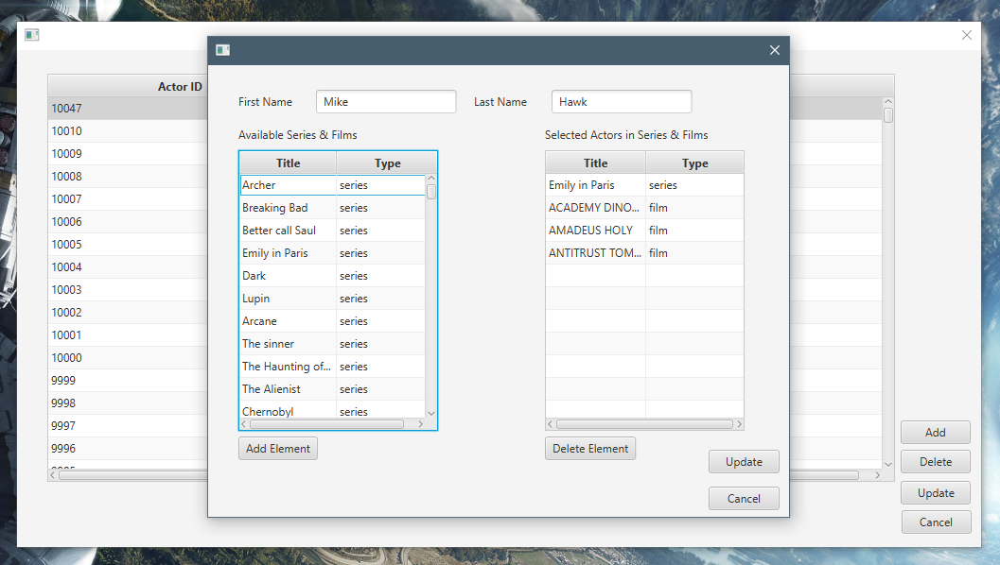 First Name Mike Last Name Hawk
Available Series & Films
Title Type
Archer series
Breaking Bad series
Better call Saul series
Emily in Paris series
Dark series
Lupin series
Arcane series
The sinner series
The Haunting of... series
The Alienist series
Chernobyl series
Add Element
Selected Actors in Series & Films
Title Type
Emily in Paris series
ACADEMY DINO... film
AMADEUS HOLY film
ANTITRUST TOM... film
Delete Element
Update
Cancel
Actor ID
10047
10010
10009
10008
10007
10006
10005
10004
10003
10002
10001
10000
9999
9998
9997
9996
Add
Delete
Update
Cancel